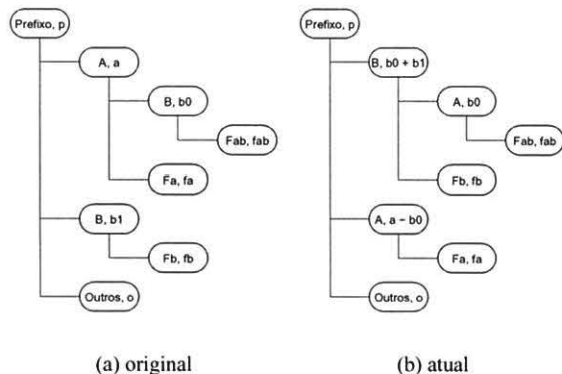 Prefixo, p
A, a
B, b0
Fab, fab
Fa, fa
B, b1
Fb, fb
Outros, o
(a) original
Prefixo, p
B, b0 + b1
A, b0
Fab, fab
Fb, fb
A, a − b0
Fa, fa
Outros, o
(b) atual